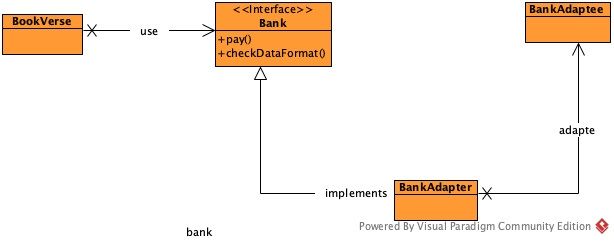 BookVerse
use
<<Interface>>
Bank
+pay()
+checkDataFormat()
BankAdaptee
adapte
implements
BankAdapter
Powered By Visual Paradigm Community Edition
bank